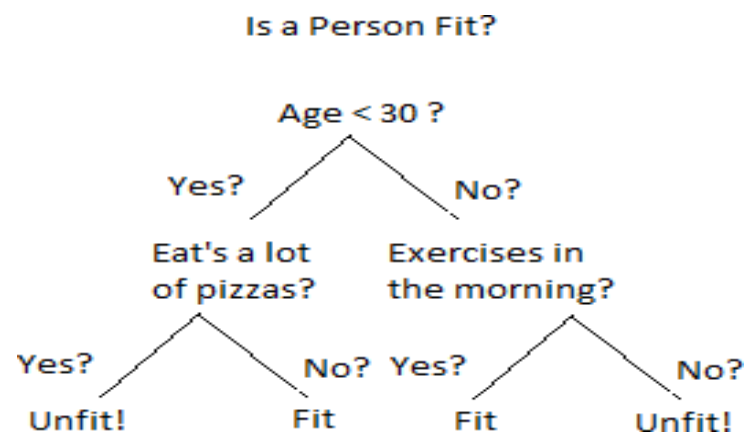 Is a Person Fit?
Age < 30 ?
Yes?
No?
Eat's a lot
of pizzas?
Exercises in
the morning?
Yes?
No?
Yes?
No?
Unfit!
Fit
Fit
Unfit!